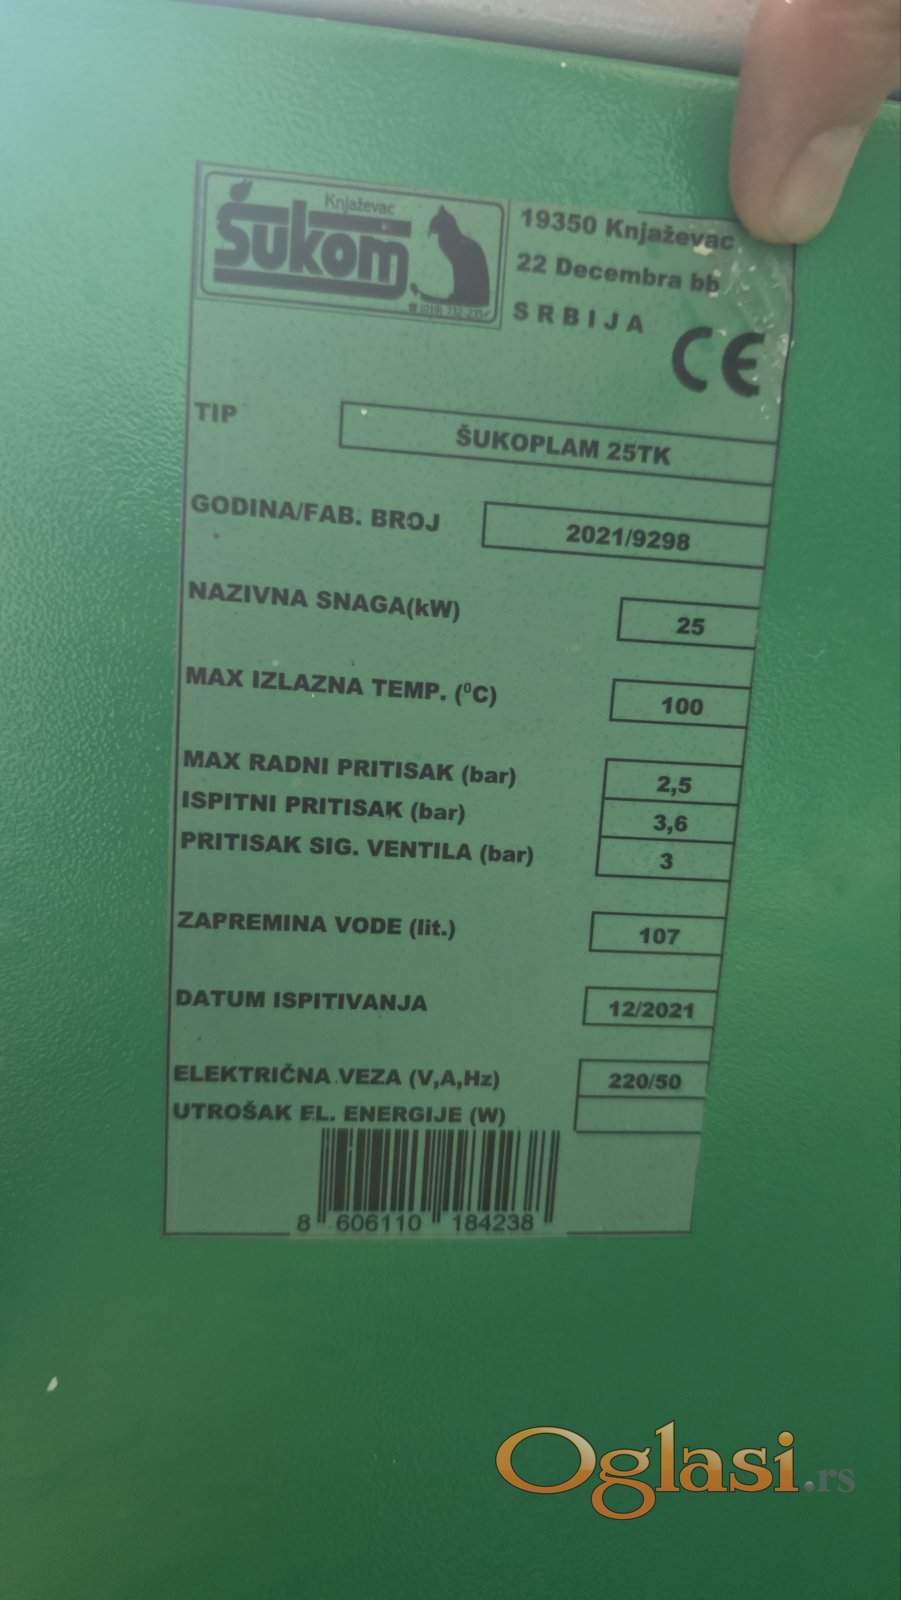 Knjaževac
Šukom
19350 Knjaževac
22 Decembra bb
SRBIJA
CE
TIP
ŠUKOPLAM 25TK
GODINA/FAB. BROJ
2021/9298
NAZIVNA SNAGA(kW)
25
MAX IZLAZNA TEMP. (⁰C)
100
MAX RADNI PRITISAK (bar)
2,5
ISPITNI PRITISAK (bar)
3,6
PRITISAK SIG. VENTILA (bar)
3
ZAPREMINA VODE (lit.)
107
DATUM ISPITIVANJA
12/2021
ELEKTRIČNA VEZA (V,A,Hz)
220/50
UTROŠAK EL. ENERGIJE (W)
8 606110 184238
Oglasi.rs